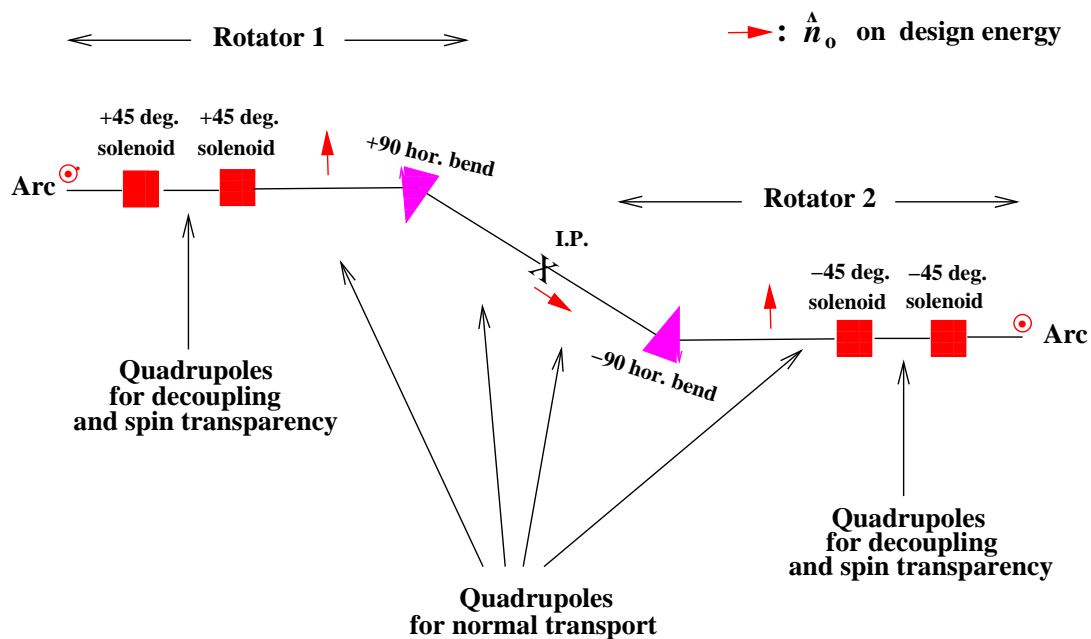 Rotator 1
: n̂ₒ on design energy
+45 deg.
solenoid
+45 deg.
solenoid
+90 hor. bend
Arc
Rotator 2
I.P.
X
−45 deg.
solenoid
−45 deg.
solenoid
Arc
−90 hor. bend
Quadrupoles
for decoupling
and spin transparency
Quadrupoles
for decoupling
and spin transparency
Quadrupoles
for normal transport